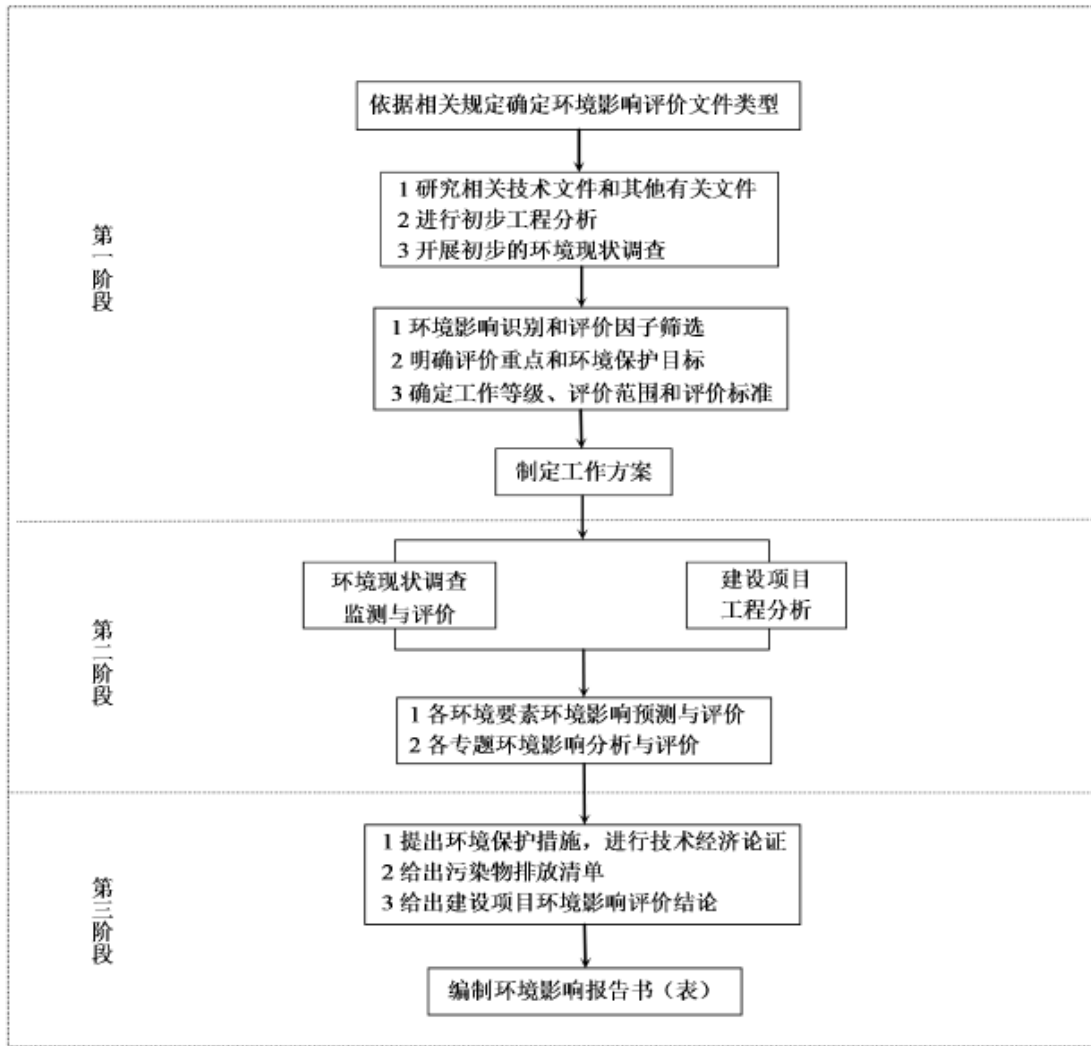 依据相关规定确定环境影响评价文件类型
第一阶段
1 研究相关技术文件和其他有关文件
2 进行初步工程分析
3 开展初步的环境现状调查
1 环境影响识别和评价因子筛选
2 明确评价重点和环境保护目标
3 确定工作等级、评价范围和评价标准
制定工作方案
第二阶段
环境现状调查
监测与评价
建设项目
工程分析
1 各环境要素环境影响预测与评价
2 各专题环境影响分析与评价
第三阶段
1 提出环境保护措施，进行技术经济论证
2 给出污染物排放清单
3 给出建设项目环境影响评价结论
编制环境影响报告书（表）